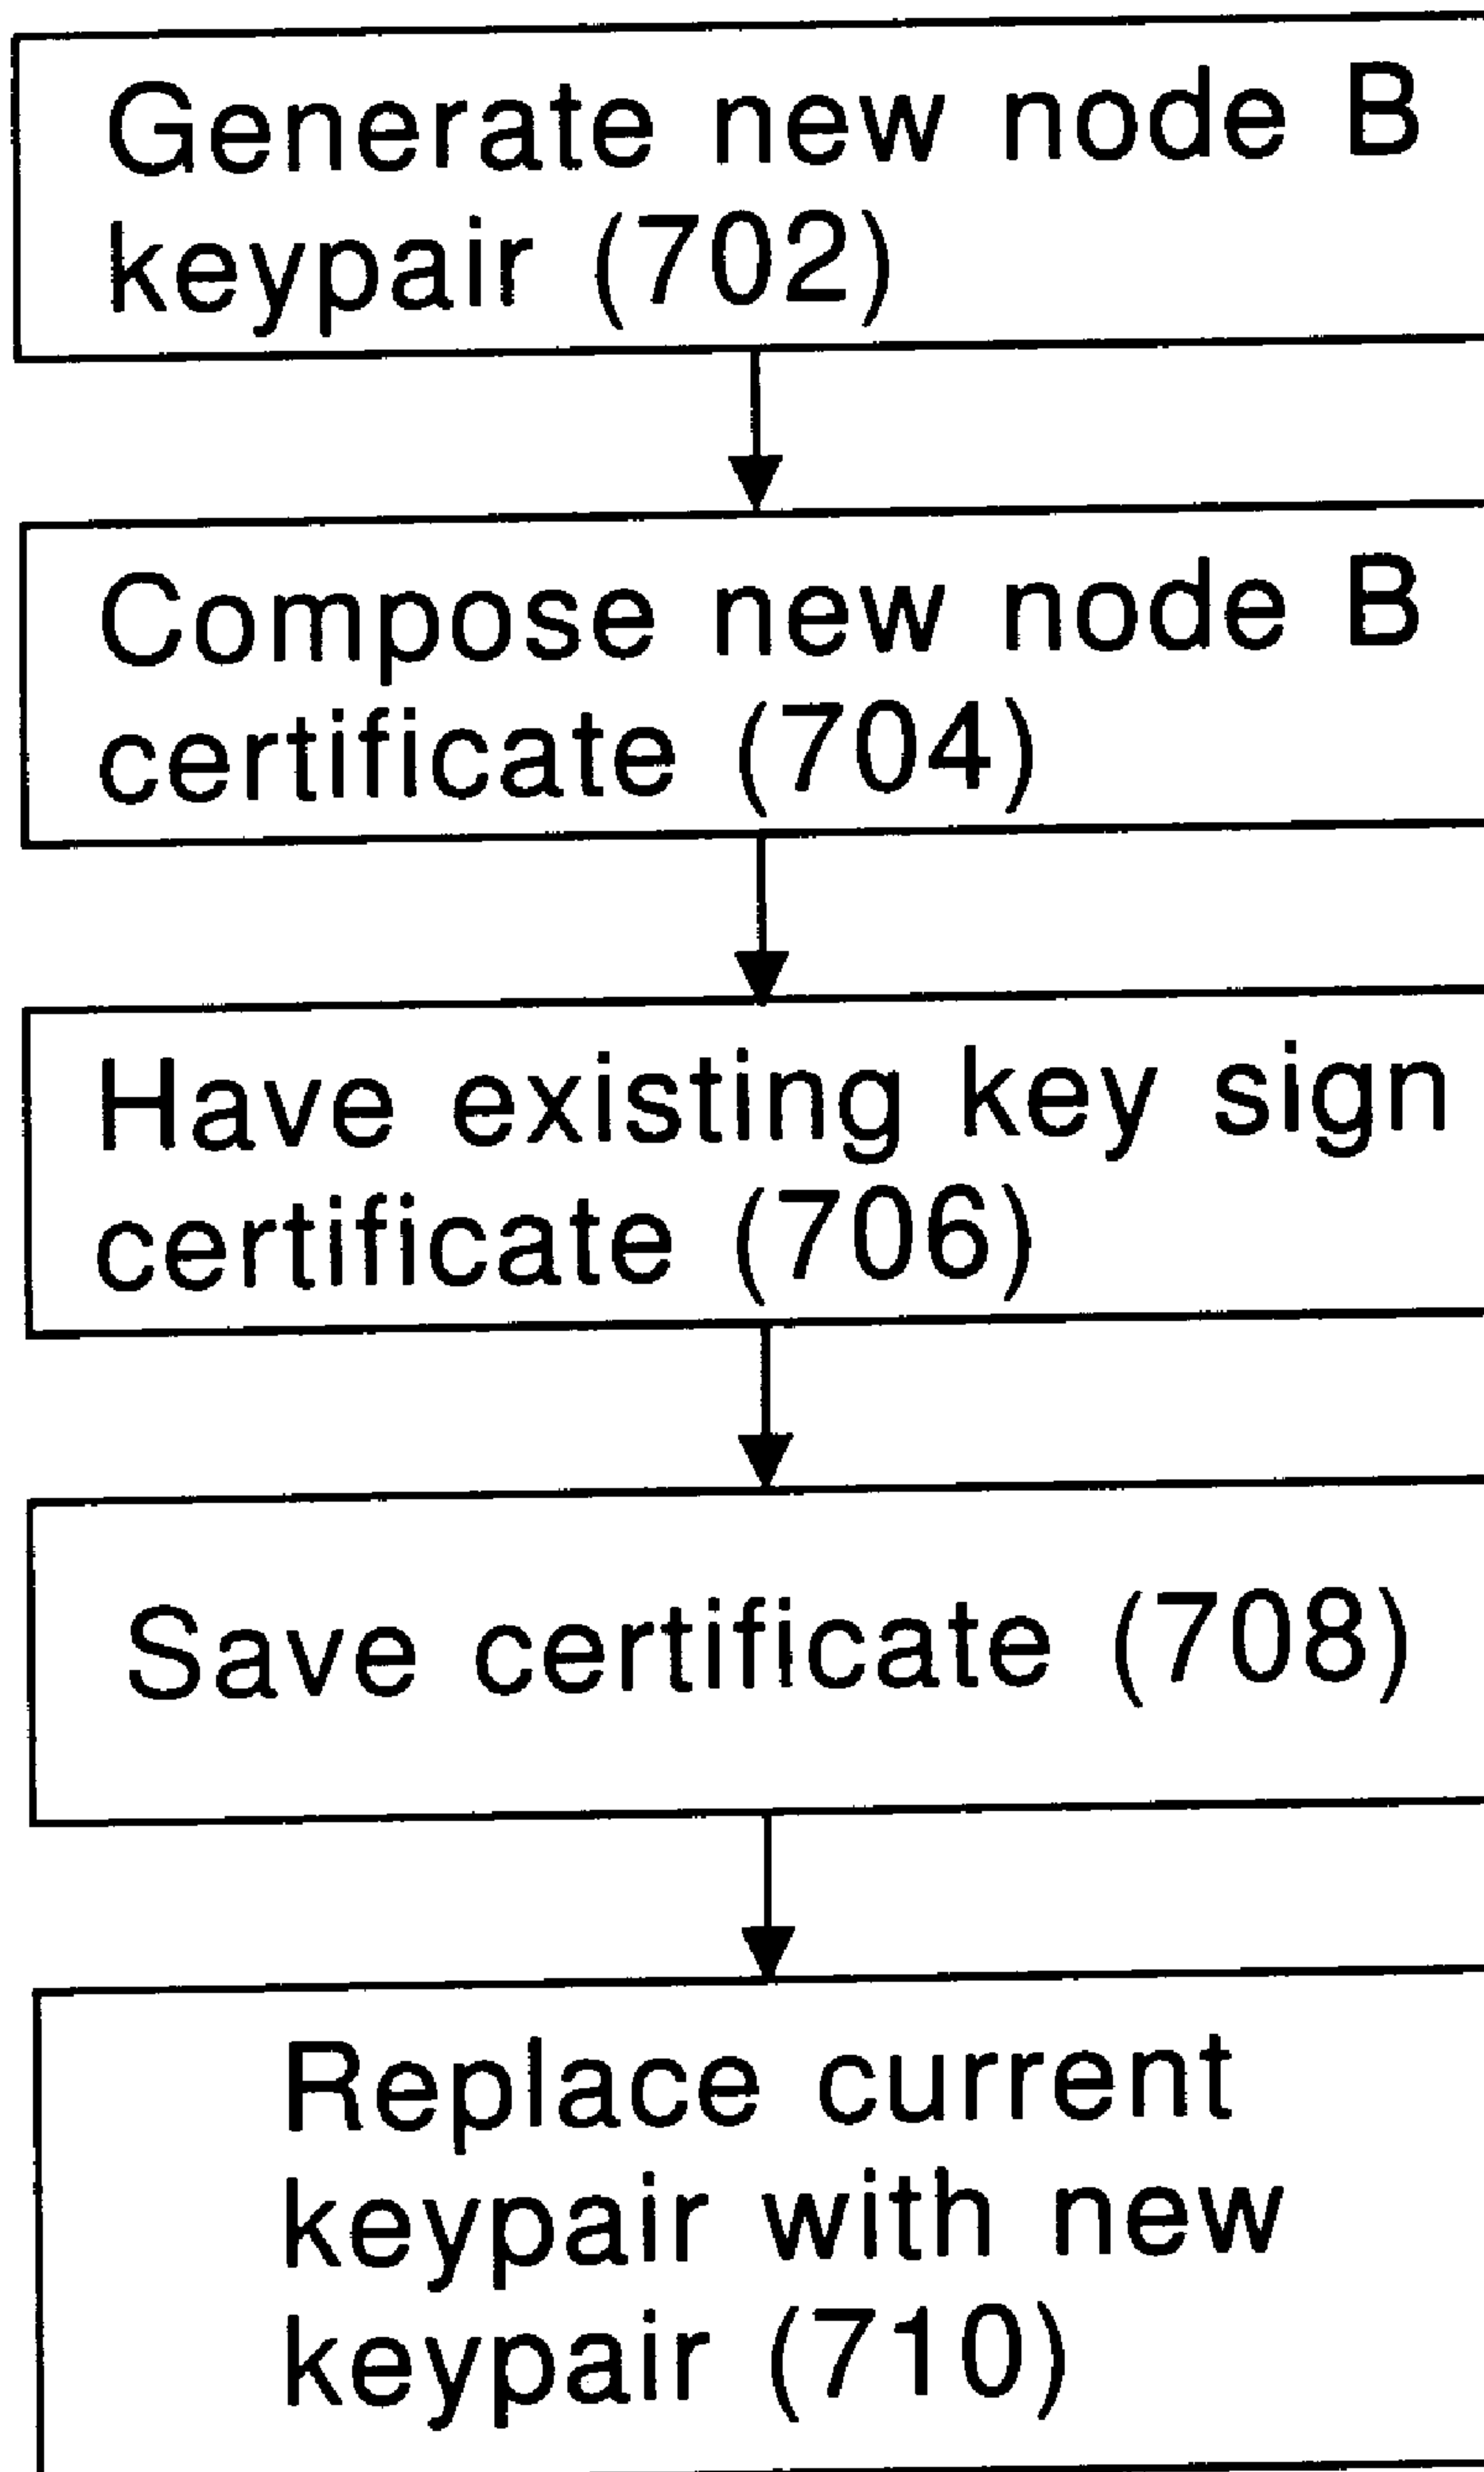 Generate new node B
keypair (702)
Compose new node B
certificate (704)
Have existing key sign
certificate (706)
Save certificate (708)
Replace current
keypair with new
keypair (710)